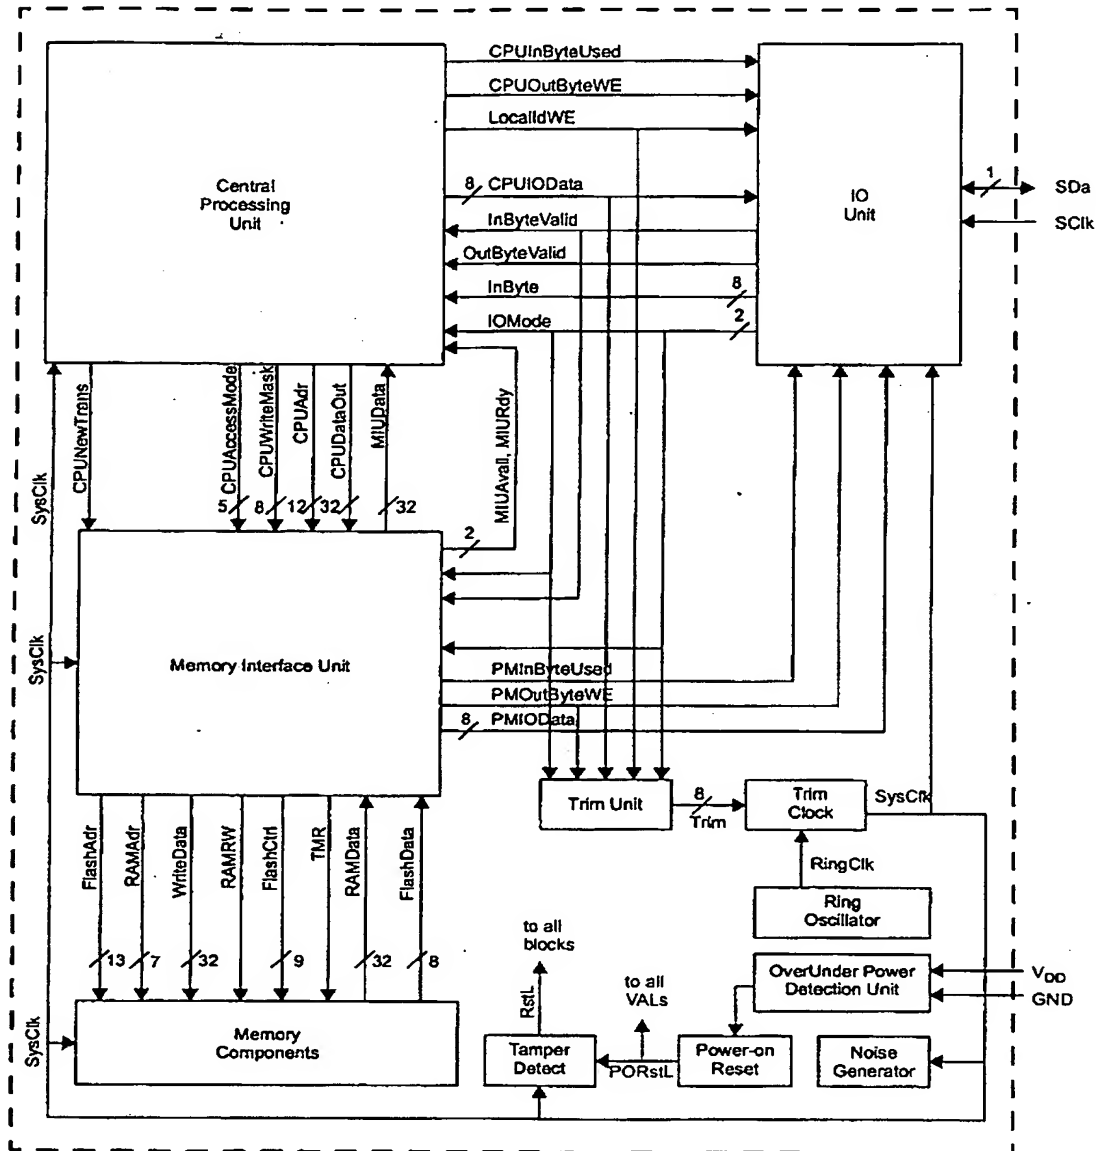 CPUInByteUsed
CPUOutByteWE
LocalIdWE
8 CPUIOData
InByteValid
OutByteValid
InByte 8
IOMode 2
Central
Processing
Unit
IO
Unit
1
SDa
SClk
SysClk
CPUNewTrans
CPUAccessMode
CPUWriteMask
CPUAdr
CPUDataOut
MIUData
5 8 12 32 32
MIUAvail, MIURdy
2
SysClk
Memory Interface Unit
PMInByteUsed
PMOutByteWE
8 PMIOData
Trim Unit
8
Trim
Trim
Clock
SysClk
RingClk
Ring
Oscillator
FlashAdr
RAMAdr
WriteData
RAMRW
FlashCtrl
TMR
RAMData
FlashData
13 7 32 9 32 8
to all
blocks
RstL
to all
VALs
OverUnder Power
Detection Unit
VDD
GND
SysClk
Memory
Components
Tamper
Detect
PORstL
Power-on
Reset
Noise
Generator